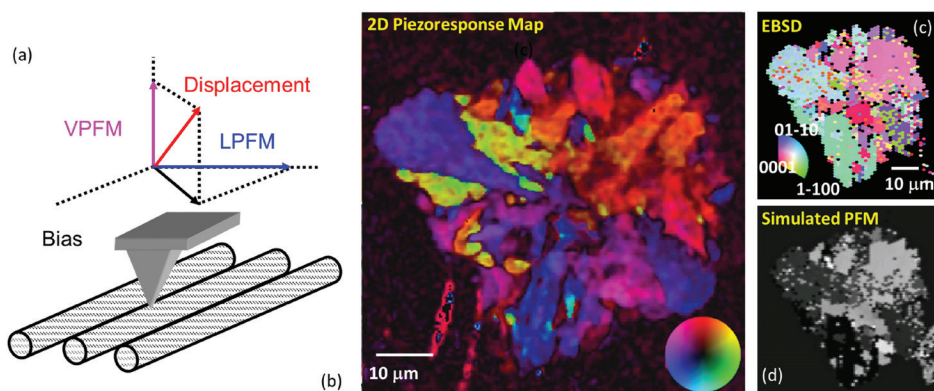 (a)
Displacement
VPFM
LPFM
Bias
(b)
2D Piezoresponse Map
(c)
10 μm
EBSD
(c)
01-10
0001
1-100
10 μm
Simulated PFM
(d)